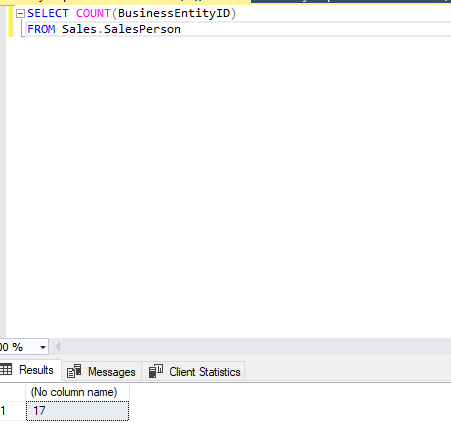 SELECT COUNT(BusinessEntityID)
FROM Sales.SalesPerson
00 %
Results Messages Client Statistics
(No column name)
1 17